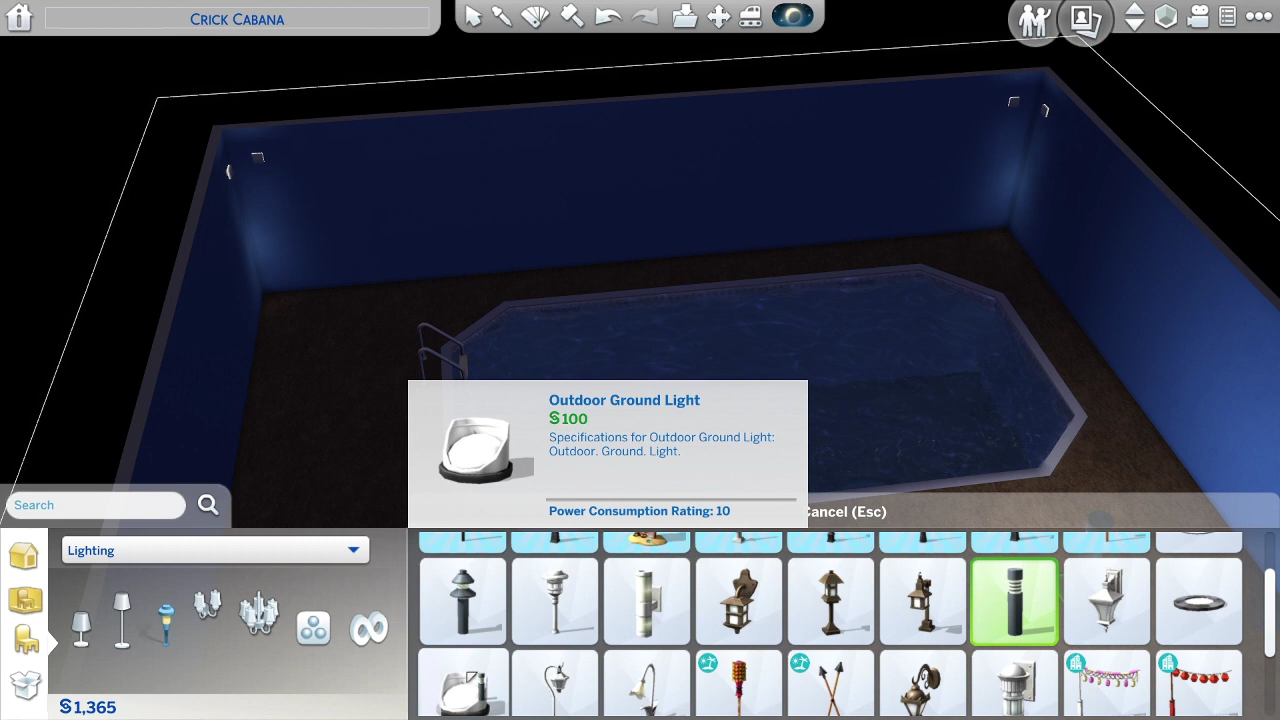 Crick Cabana
Outdoor Ground Light
§100
Specifications for Outdoor Ground Light:
Outdoor. Ground. Light.
Power Consumption Rating: 10
Cancel (Esc)
Search
Lighting
§1,365